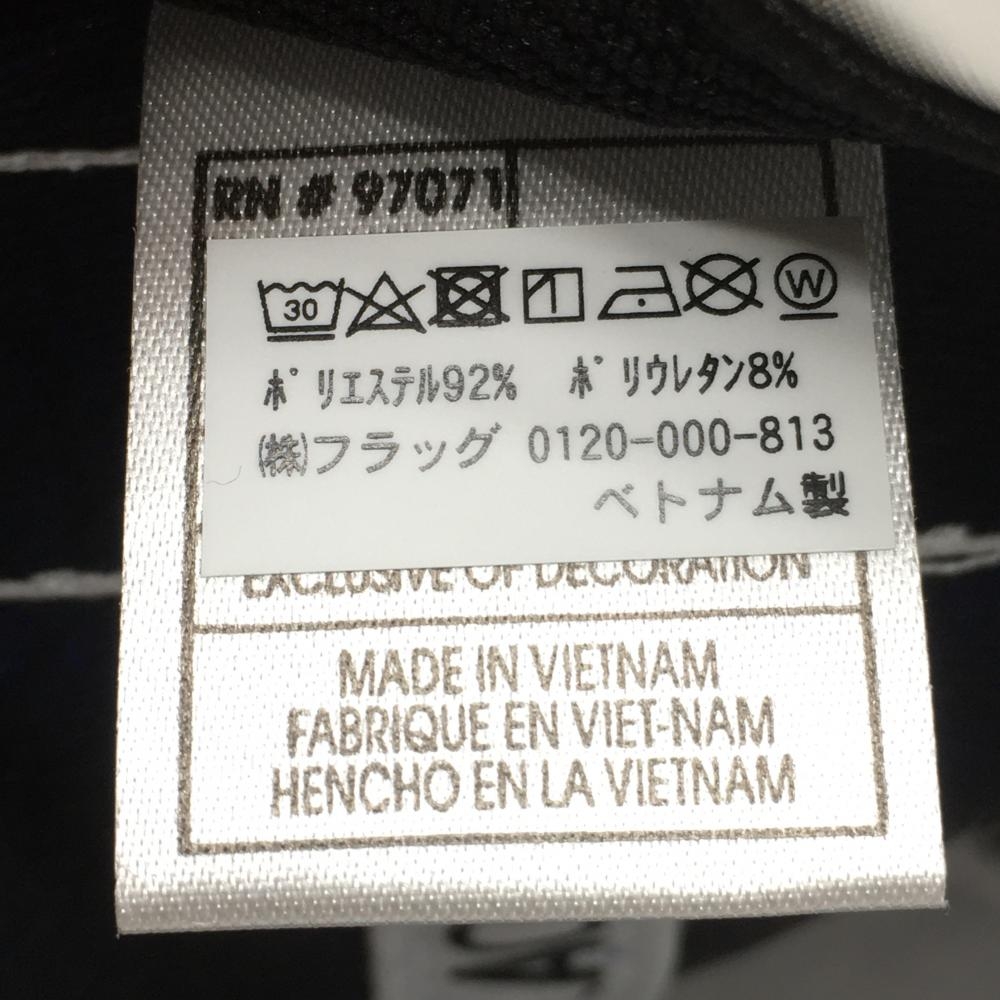 RN # 97071
30 W
ポリエステル92% ポリウレタン8%
㈱フラッグ 0120-000-813
ベトナム製
EXCLUSIVE OF DECORATION
MADE IN VIETNAM
FABRIQUE EN VIET-NAM
HENCHO EN LA VIETNAM